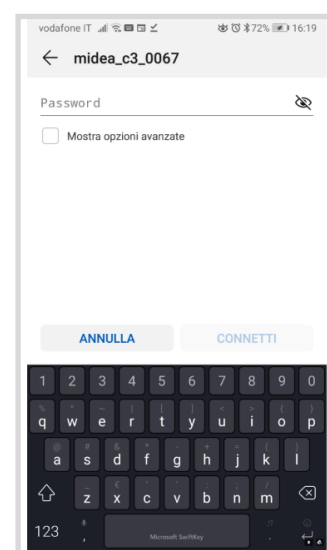 vodafone IT 72% 16:19
midea_c3_0067
Password
Mostra opzioni avanzate
ANNULLA CONNETTI
1 2 3 4 5 6 7 8 9 0
q w e r t y u i o p
a s d f g h j k l
z x c v b n m
123 , Microsoft SwiftKey .